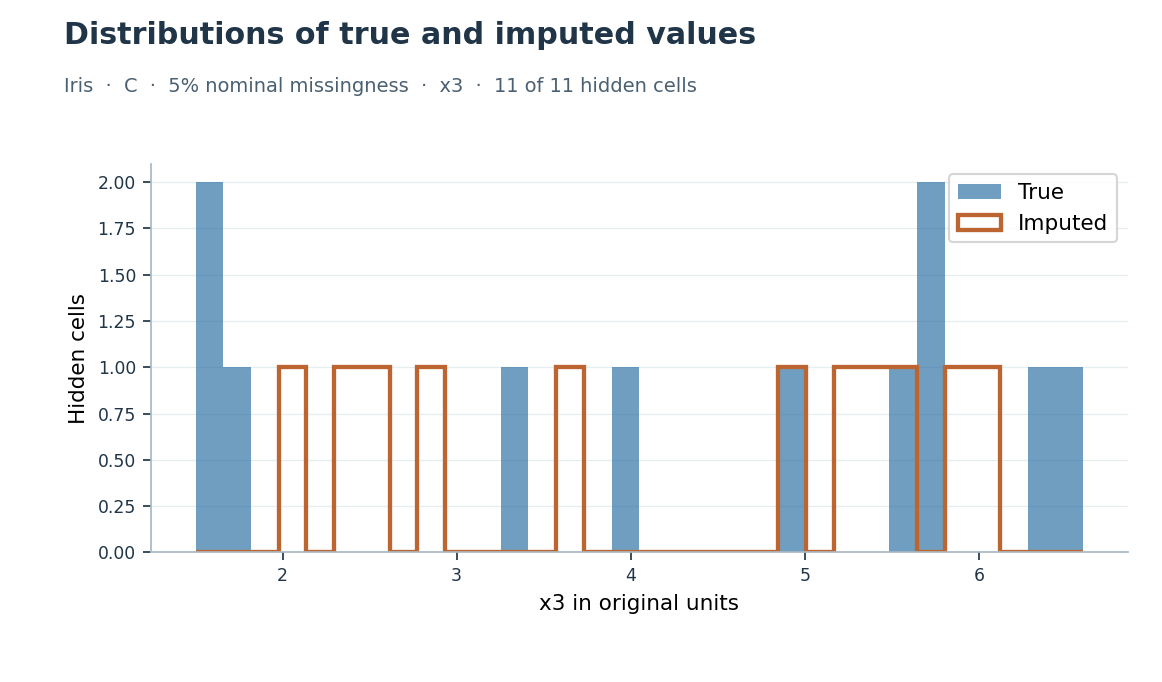 Distributions of true and imputed values
Iris · C · 5% nominal missingness · x3 · 11 of 11 hidden cells
True
Imputed
Hidden cells
2.00
1.75
1.50
1.25
1.00
0.75
0.50
0.25
0.00
2 3 4 5 6
x3 in original units